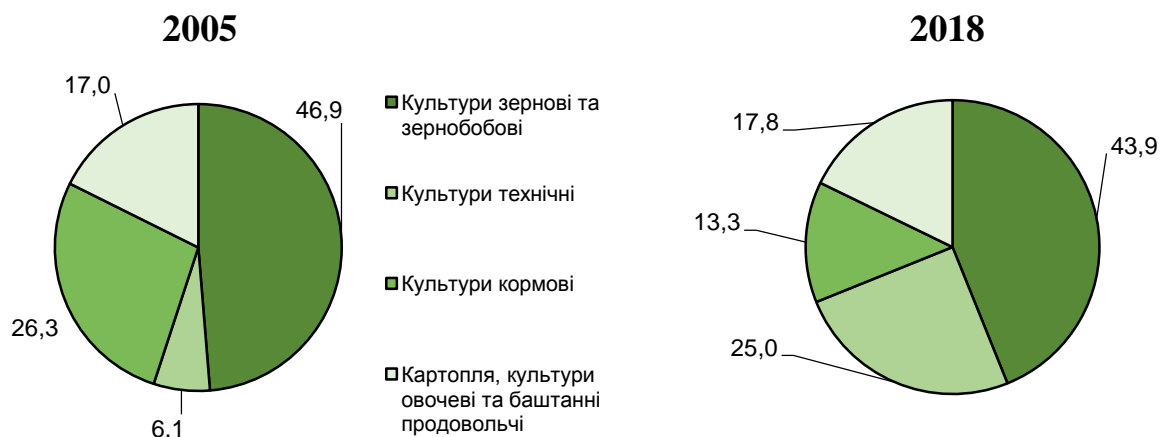 2005
17,0
46,9
26,3
6,1
Культури зернові та
зернобобові
Культури технічні
Культури кормові
Картопля, культури
овочеві та баштанні
продовольчі
2018
17,8
43,9
13,3
25,0